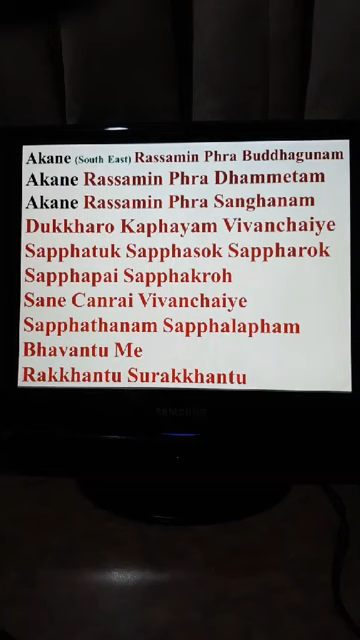 Akane (South East) Rassamin Phra Buddhagunam
Akane Rassamin Phra Dhammetam
Akane Rassamin Phra Sanghanam
Dukkharo Kaphayam Vivanchaiye
Sapphatuk Sapphasok Sappharok
Sapphapai Sapphakroh
Sane Canrai Vivanchaiye
Sapphathanam Sapphalapham
Bhavantu Me
Rakkhantu Surakkhantu
SAMSUNG